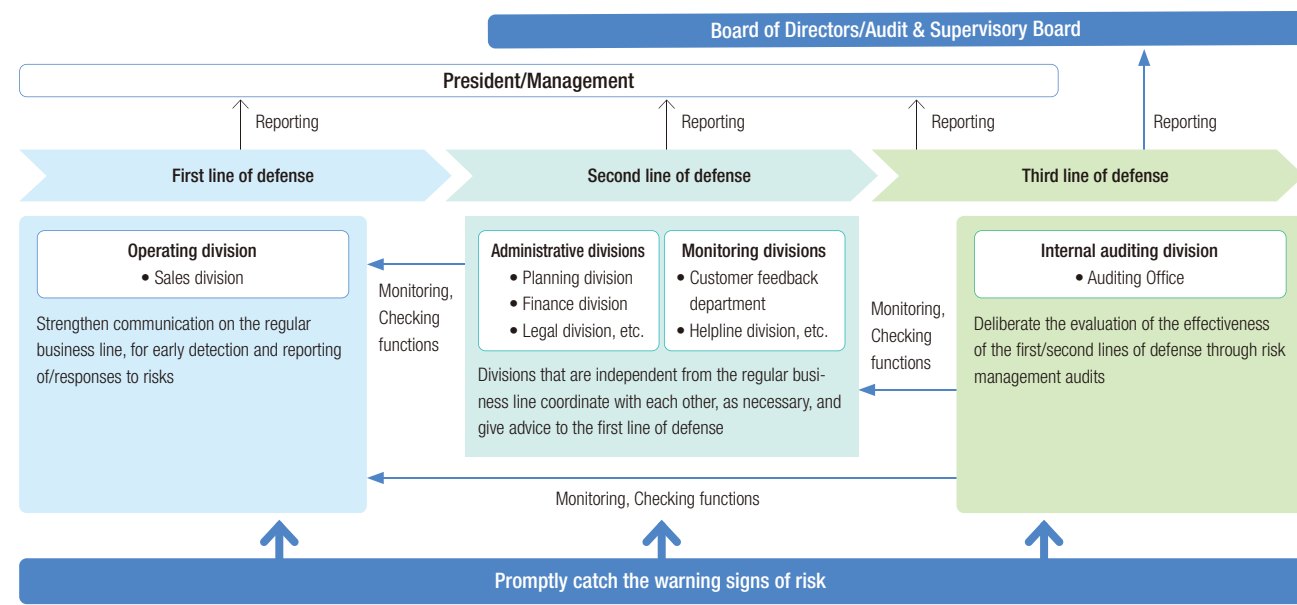 Board of Directors/Audit & Supervisory Board
President/Management
Reporting
Reporting
Reporting
Reporting
First line of defense
Second line of defense
Third line of defense
Operating division
• Sales division
Strengthen communication on the regular
business line, for early detection and reporting
of/responses to risks
Monitoring,
Checking
functions
Administrative divisions
• Planning division
• Finance division
• Legal division, etc.
Monitoring divisions
• Customer feedback
department
• Helpline division, etc.
Divisions that are independent from the regular busi-
ness line coordinate with each other, as necessary, and
give advice to the first line of defense
Monitoring,
Checking
functions
Internal auditing division
• Auditing Office
Deliberate the evaluation of the effectiveness
of the first/second lines of defense through risk
management audits
Monitoring, Checking functions
Promptly catch the warning signs of risk